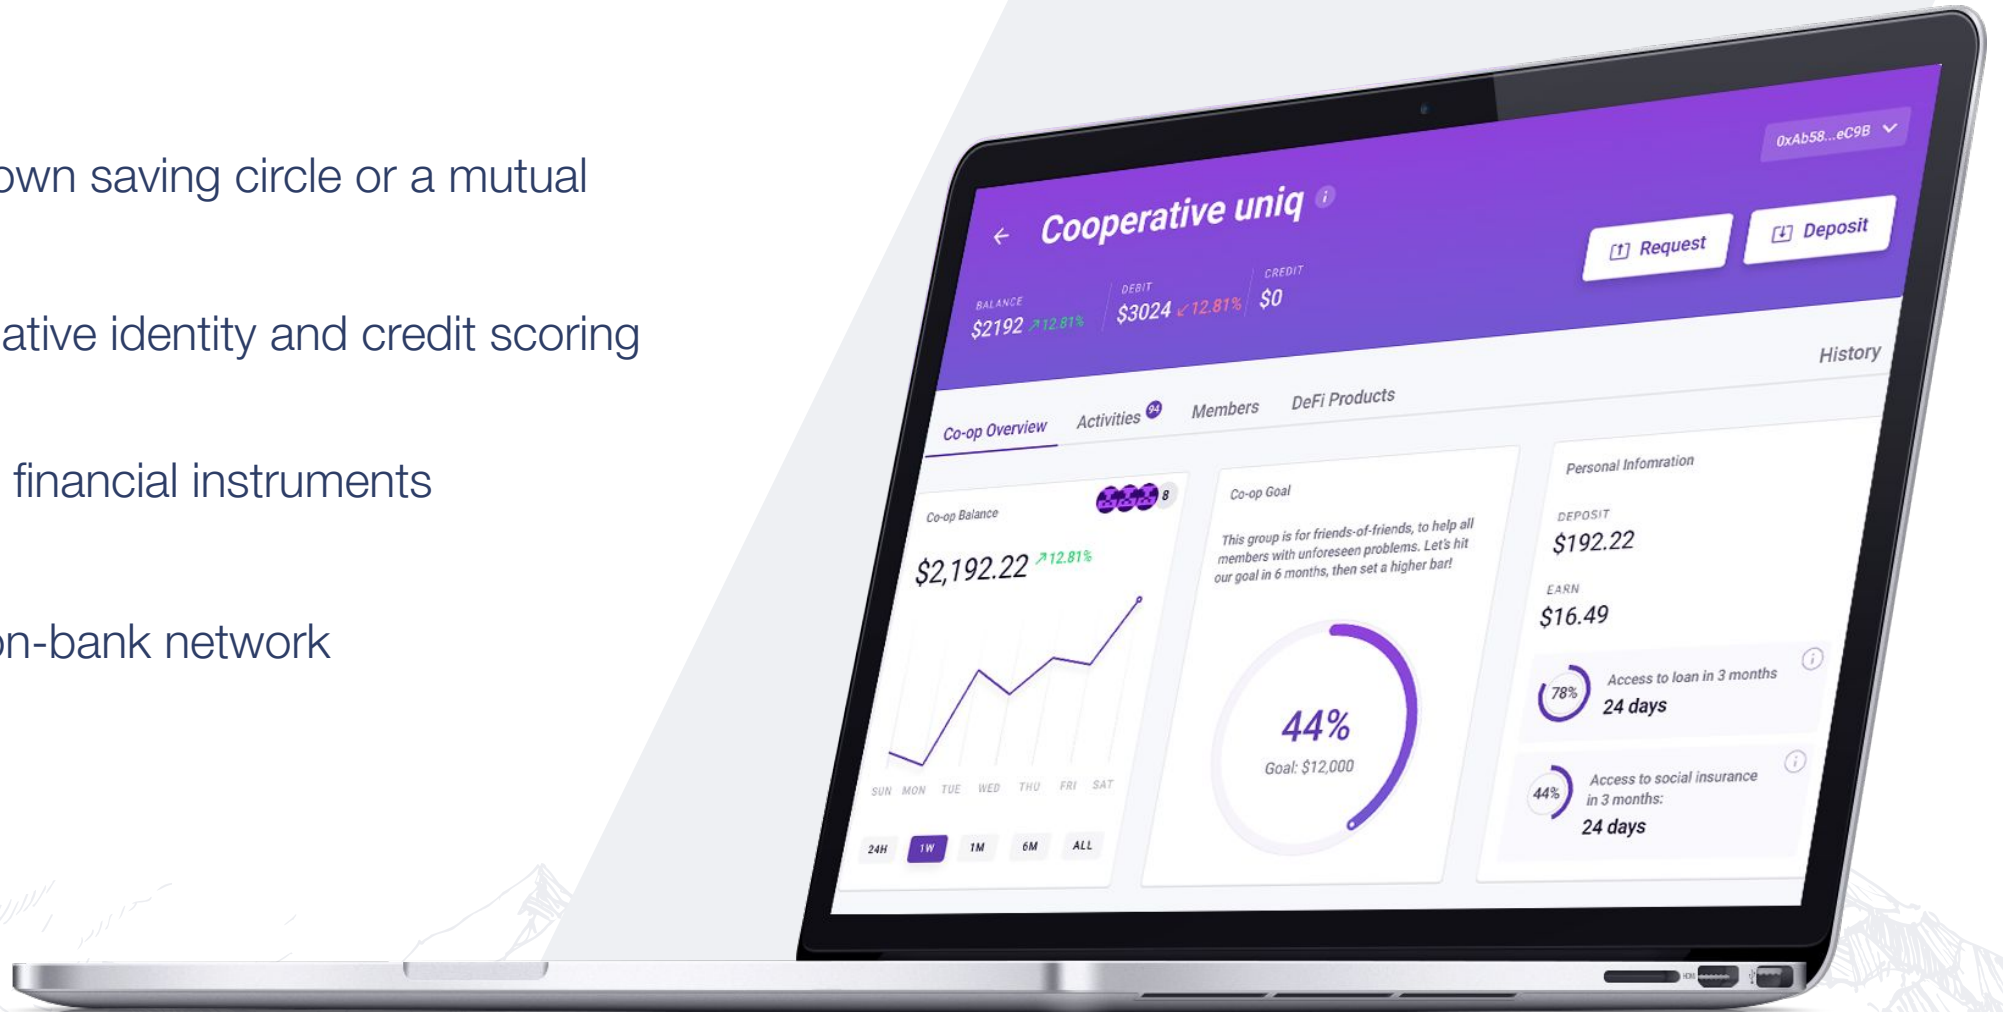 own saving circle or a mutual
ative identity and credit scoring
financial instruments
on-bank network
0xAb58...eC9B
Cooperative uniq
Request
Deposit
BALANCE
$2192 12.81%
DEBIT
$3024 12.81%
CREDIT
$0
Co-op Overview
Activities 94
Members
DeFi Products
History
Co-op Balance
8
$2,192.22 12.81%
SUN MON TUE WED THU FRI SAT
24H 1W 1M 6M ALL
Co-op Goal
This group is for friends-of-friends, to help all
members with unforeseen problems. Let's hit
our goal in 6 months, then set a higher bar!
44%
Goal: $12,000
Personal Infomration
DEPOSIT
$192.22
EARN
$16.49
78%
Access to loan in 3 months
24 days
44%
Access to social insurance
in 3 months:
24 days
HDMI